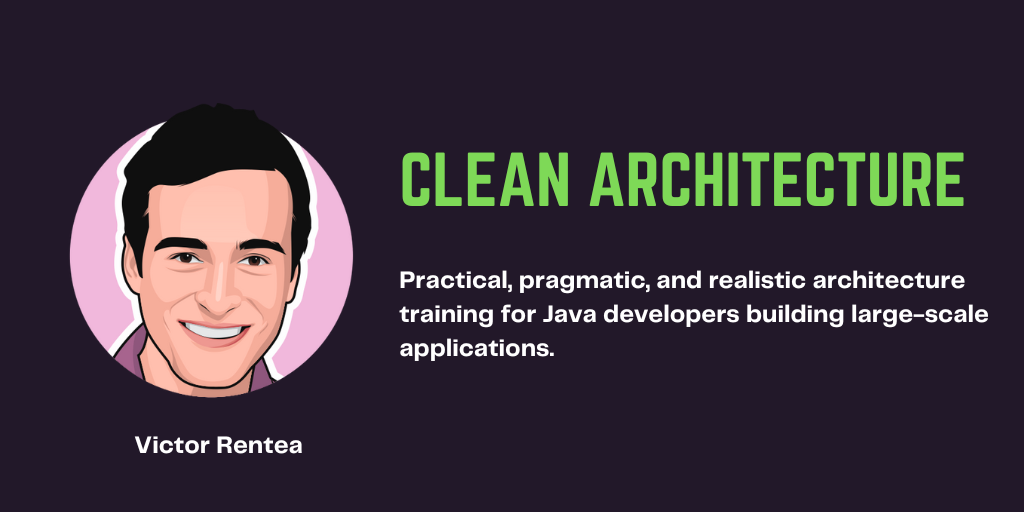 CLEAN ARCHITECTURE
Practical, pragmatic, and realistic architecture
training for Java developers building large-scale
applications.
Victor Rentea